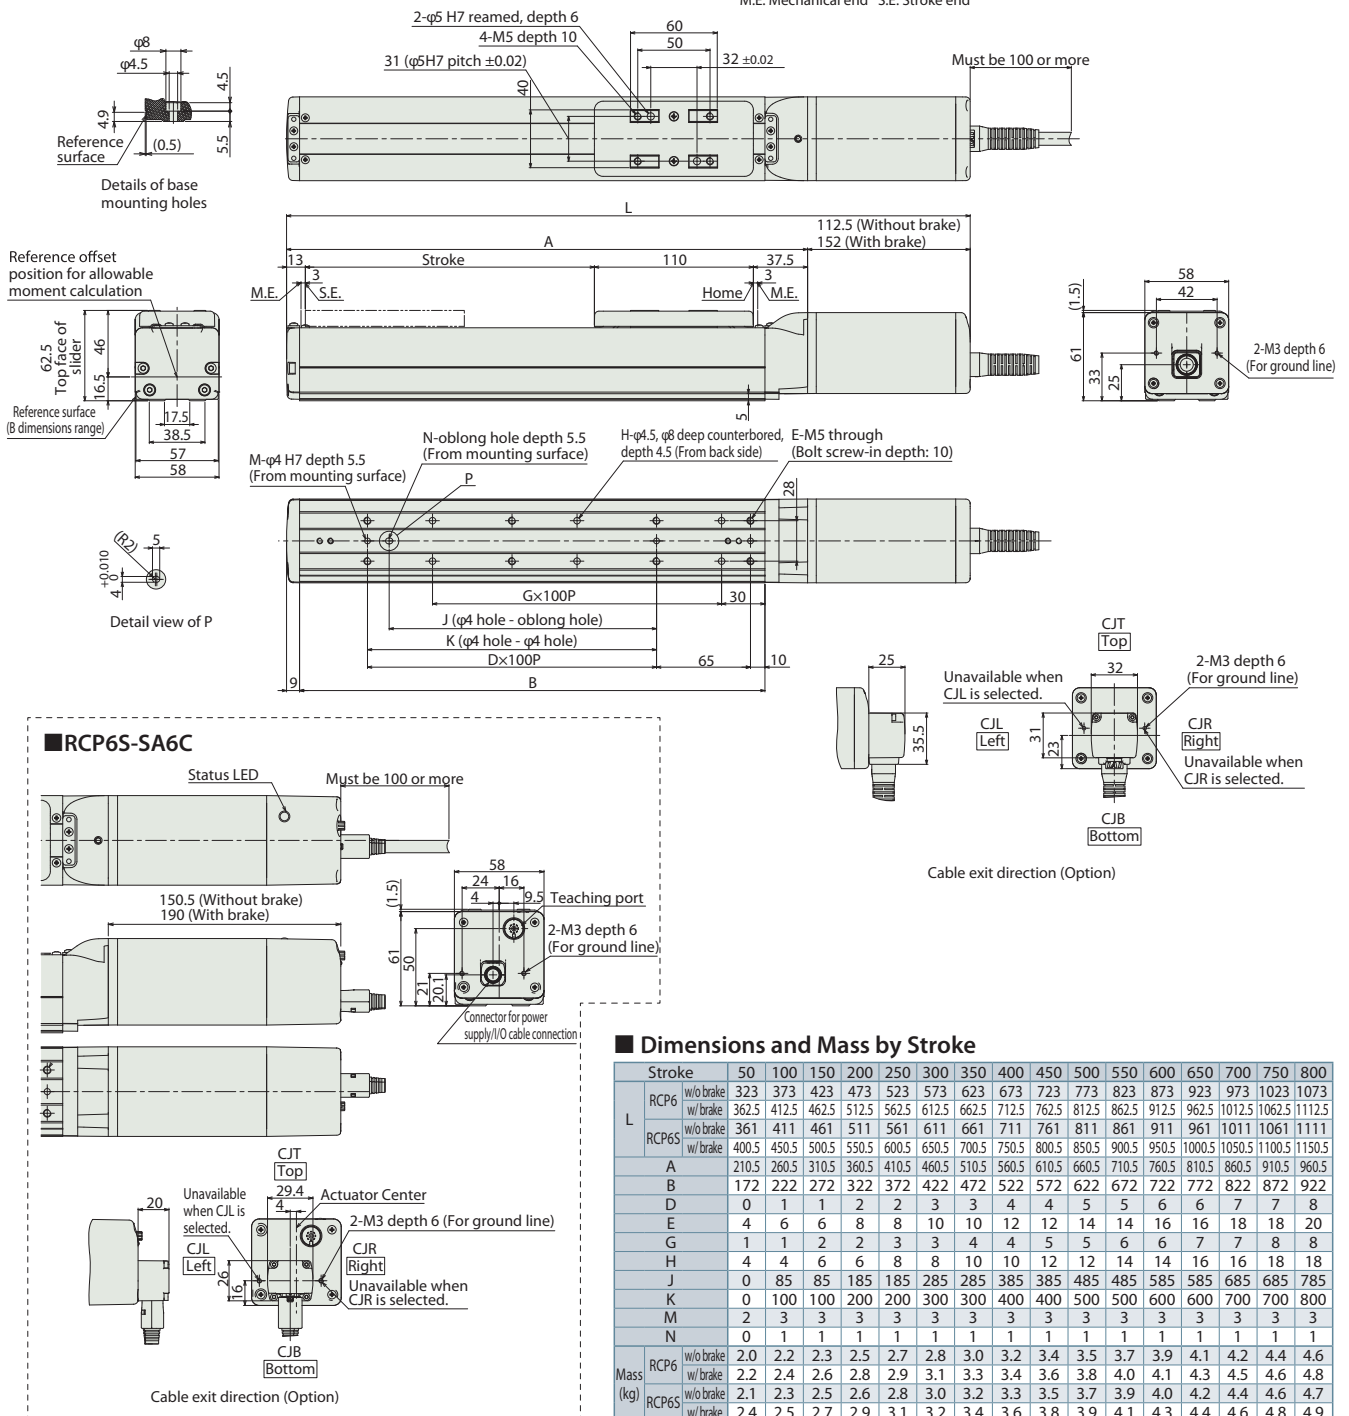 M.E. Mechanical end S.E. Stroke end
2-φ5 H7 reamed, depth 6
4-M5 depth 10
31 (φ5H7 pitch ±0.02)
60
50
32 ±0.02
40
Must be 100 or more
φ8
φ4.5
4.5
4.9
5.5
(0.5)
Reference
surface
Details of base
mounting holes
L
112.5 (Without brake)
152 (With brake)
A
13
Stroke
110
37.5
3
3
M.E.
S.E.
Home
M.E.
5
Reference offset
position for allowable
moment calculation
62.5
Top face of
slider
46
16.5
Reference surface
(B dimensions range)
17.5
38.5
57
58
58
42
(1.5)
61
33
25
2-M3 depth 6
(For ground line)
M-φ4 H7 depth 5.5
(From mounting surface)
N-oblong hole depth 5.5
(From mounting surface)
P
H-φ4.5, φ8 deep counterbored,
depth 4.5 (From back side)
E-M5 through
(Bolt screw-in depth: 10)
28
G×100P
30
J (φ4 hole - oblong hole)
K (φ4 hole - φ4 hole)
D×100P
65
10
9
B
(R2)
5
4 +0.010
0
Detail view of P
25
35.5
CJT
Top
32
Unavailable when
CJL is selected.
2-M3 depth 6
(For ground line)
CJL
Left
31
23
CJR
Right
Unavailable when
CJR is selected.
CJB
Bottom
Cable exit direction (Option)
■RCP6S-SA6C
Status LED
Must be 100 or more
150.5 (Without brake)
190 (With brake)
58
24
16
4
9.5
Teaching port
(1.5)
61
50
21
20.1
2-M3 depth 6
(For ground line)
Connector for power
supply/I/O cable connection
CJT
Top
20
29.4
4
Actuator Center
Unavailable
when CJL is
selected.
2-M3 depth 6 (For ground line)
CJL
Left
26
16
CJR
Right
Unavailable when
CJR is selected.
CJB
Bottom
Cable exit direction (Option)
■ Dimensions and Mass by Stroke
Stroke 50 100 150 200 250 300 350 400 450 500 550 600 650 700 750 800
L RCP6 w/o brake 323 373 423 473 523 573 623 673 723 773 823 873 923 973 1023 1073
w/ brake 362.5 412.5 462.5 512.5 562.5 612.5 662.5 712.5 762.5 812.5 862.5 912.5 962.5 1012.5 1062.5 1112.5
RCP6S w/o brake 361 411 461 511 561 611 661 711 761 811 861 911 961 1011 1061 1111
w/ brake 400.5 450.5 500.5 550.5 600.5 650.5 700.5 750.5 800.5 850.5 900.5 950.5 1000.5 1050.5 1100.5 1150.5
A 210.5 260.5 310.5 360.5 410.5 460.5 510.5 560.5 610.5 660.5 710.5 760.5 810.5 860.5 910.5 960.5
B 172 222 272 322 372 422 472 522 572 622 672 722 772 822 872 922
D 0 1 1 2 2 3 3 4 4 5 5 6 6 7 7 8
E 4 6 6 8 8 10 10 12 12 14 14 16 16 18 18 20
G 1 1 2 2 3 3 4 4 5 5 6 6 7 7 8 8
H 4 4 6 6 8 8 10 10 12 12 14 14 16 16 18 18
J 0 85 85 185 185 285 285 385 385 485 485 585 585 685 685 785
K 0 100 100 200 200 300 300 400 400 500 500 600 600 700 700 800
M 2 3 3 3 3 3 3 3 3 3 3 3 3 3 3 3
N 0 1 1 1 1 1 1 1 1 1 1 1 1 1 1 1
Mass (kg) RCP6 w/o brake 2.0 2.2 2.3 2.5 2.7 2.8 3.0 3.2 3.4 3.5 3.7 3.9 4.1 4.2 4.4 4.6
w/ brake 2.2 2.4 2.6 2.8 2.9 3.1 3.3 3.4 3.6 3.8 4.0 4.1 4.3 4.5 4.6 4.8
RCP6S w/o brake 2.1 2.3 2.5 2.6 2.8 3.0 3.2 3.3 3.5 3.7 3.9 4.0 4.2 4.4 4.6 4.7
w/ brake 2.4 2.5 2.7 2.9 3.1 3.2 3.4 3.6 3.8 3.9 4.1 4.3 4.4 4.6 4.8 4.9